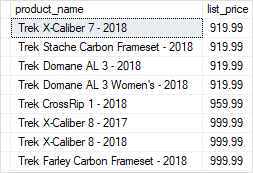 product_name list_price
Trek X-Caliber 7 - 2018 919.99
Trek Stache Carbon Frameset - 2018 919.99
Trek Domane AL 3 - 2018 919.99
Trek Domane AL 3 Women's - 2018 919.99
Trek CrossRip 1 - 2018 959.99
Trek X-Caliber 8 - 2017 999.99
Trek X-Caliber 8 - 2018 999.99
Trek Farley Carbon Frameset - 2018 999.99